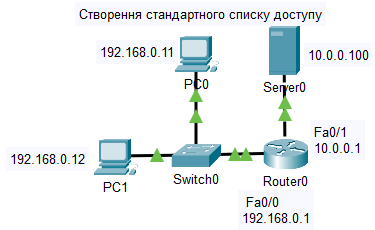 Створення стандартного списку доступу
192.168.0.11
PC0
10.0.0.100
Server0
Fa0/1
10.0.0.1
192.168.0.12
PC1
Switch0
Router0
Fa0/0
192.168.0.1